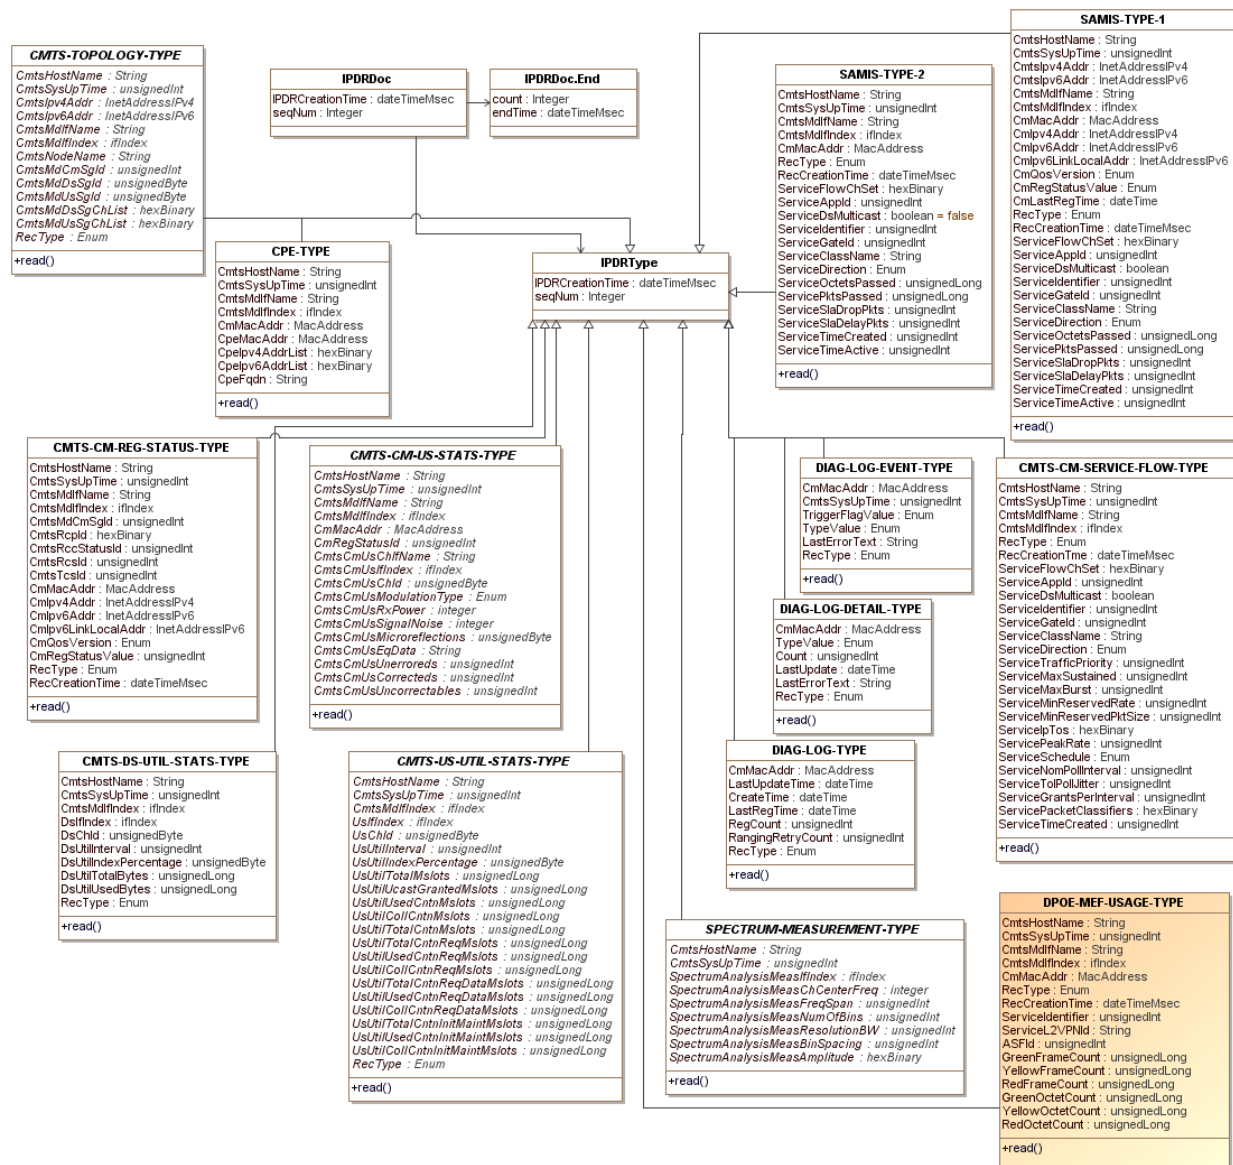 CMTS-TOPOLOGY-TYPE
CmtsHostName : String
CmtsSysUpTime : unsignedInt
CmtsIpv4Addr : InetAddressIPv4
CmtsIpv6Addr : InetAddressIPv6
CmtsMdIfName : String
CmtsMdIfIndex : ifIndex
CmtsNodeName : String
CmtsMdCmSgId : unsignedInt
CmtsMdDsSgId : unsignedByte
CmtsMdUsSgId : unsignedByte
CmtsMdDsSgChList : hexBinary
CmtsMdUsSgChList : hexBinary
RecType : Enum
+read()
IPDRDoc
IPDRCreationTime : dateTimeMsec
seqNum : Integer
IPDRDoc.End
count : Integer
endTime : dateTimeMsec
SAMIS-TYPE-2
CmtsHostName : String
CmtsSysUpTime : unsignedInt
CmtsMdIfName : String
CmtsMdIfIndex : ifIndex
CmMacAddr : MacAddress
RecType : Enum
RecCreationTime : dateTimeMsec
ServiceFlowChSet : hexBinary
ServiceAppId : unsignedInt
ServiceDsMulticast : boolean = false
ServiceIdentifier : unsignedInt
ServiceGateId : unsignedInt
ServiceClassName : String
ServiceDirection : Enum
ServiceOctetsPassed : unsignedLong
ServicePktsPassed : unsignedLong
ServiceSlaDropPkts : unsignedInt
ServiceSlaDelayPkts : unsignedInt
ServiceTimeCreated : unsignedInt
ServiceTimeActive : unsignedInt
+read()
SAMIS-TYPE-1
CmtsHostName : String
CmtsSysUpTime : unsignedInt
CmtsIpv4Addr : InetAddressIPv4
CmtsIpv6Addr : InetAddressIPv6
CmtsMdIfName : String
CmtsMdIfIndex : ifIndex
CmMacAddr : MacAddress
CmIpv4Addr : InetAddressIPv4
CmIpv6Addr : InetAddressIPv6
CmIpv6LinkLocalAddr : InetAddressIPv6
CmQosVersion : Enum
CmRegStatusValue : Enum
CmLastRegTime : dateTime
RecType : Enum
RecCreationTime : dateTimeMsec
ServiceFlowChSet : hexBinary
ServiceAppId : unsignedInt
ServiceDsMulticast : boolean
ServiceIdentifier : unsignedInt
ServiceGateId : unsignedInt
ServiceClassName : String
ServiceDirection : Enum
ServiceOctetsPassed : unsignedLong
ServicePktsPassed : unsignedLong
ServiceSlaDropPkts : unsignedInt
ServiceSlaDelayPkts : unsignedInt
ServiceTimeCreated : unsignedInt
ServiceTimeActive : unsignedInt
+read()
CPE-TYPE
CmtsHostName : String
CmtsSysUpTime : unsignedInt
CmtsMdIfName : String
CmtsMdIfIndex : ifIndex
CmMacAddr : MacAddress
CpeMacAddr : MacAddress
CpeIpv4AddrList : hexBinary
CpeIpv6AddrList : hexBinary
CpeFqdn : String
+read()
IPDRType
IPDRCreationTime : dateTimeMsec
seqNum : Integer
CMTS-CM-REG-STATUS-TYPE
CmtsHostName : String
CmtsSysUpTime : unsignedInt
CmtsMdIfName : String
CmtsMdIfIndex : ifIndex
CmtsMdCmSgId : unsignedInt
CmtsRcpId : hexBinary
CmtsRccStatusId : unsignedInt
CmtsRcsId : unsignedInt
CmtsTcsId : unsignedInt
CmMacAddr : MacAddress
CmIpv4Addr : InetAddressIPv4
CmIpv6Addr : InetAddressIPv6
CmIpv6LinkLocalAddr : InetAddressIPv6
CmQosVersion : Enum
CmRegStatusValue : unsignedInt
RecType : Enum
RecCreationTime : dateTimeMsec
+read()
CMTS-CM-US-STATS-TYPE
CmtsHostName : String
CmtsSysUpTime : unsignedInt
CmtsMdIfName : String
CmtsMdIfIndex : ifIndex
CmMacAddr : MacAddress
CmRegStatusId : unsignedInt
CmtsCmUsChIfName : String
CmtsCmUsIfIndex : ifIndex
CmtsCmUsChId : unsignedByte
CmtsCmUsModulationType : Enum
CmtsCmUsRxPower : integer
CmtsCmUsSignalNoise : integer
CmtsCmUsMicroreflections : unsignedByte
CmtsCmUsEqData : String
CmtsCmUsUnerroreds : unsignedInt
CmtsCmUsCorrecteds : unsignedInt
CmtsCmUsUncorrectables : unsignedInt
+read()
DIAG-LOG-EVENT-TYPE
CmMacAddr : MacAddress
CmtsSysUpTime : unsignedInt
TriggerFlagValue : Enum
TypeValue : Enum
LastErrorText : String
RecType : Enum
+read()
CMTS-CM-SERVICE-FLOW-TYPE
CmtsHostName : String
CmtsSysUpTime : unsignedInt
CmtsMdIfName : String
CmtsMdIfIndex : ifIndex
RecType : Enum
RecCreationTme : dateTimeMsec
ServiceFlowChSet : hexBinary
ServiceAppId : unsignedInt
ServiceDsMulticast : boolean
ServiceIdentifier : unsignedInt
ServiceGateId : unsignedInt
ServiceClassName : String
ServiceDirection : Enum
ServiceTrafficPriority : unsignedInt
ServiceMaxSustained : unsignedInt
ServiceMaxBurst : unsignedInt
ServiceMinReservedRate : unsignedInt
ServiceMinReservedPktSize : unsignedInt
ServiceIpTos : hexBinary
ServicePeakRate : unsignedInt
ServiceSchedule : Enum
ServiceNomPollInterval : unsignedInt
ServiceTolPollJitter : unsignedInt
ServiceGrantsPerInterval : unsignedInt
ServicePacketClassifiers : hexBinary
ServiceTimeCreated : unsignedInt
+read()
DIAG-LOG-DETAIL-TYPE
CmMacAddr : MacAddress
TypeValue : Enum
Count : unsignedInt
LastUpdate : dateTime
LastErrorText : String
RecType : Enum
+read()
CMTS-DS-UTIL-STATS-TYPE
CmtsHostName : String
CmtsSysUpTime : unsignedInt
CmtsMdIfIndex : ifIndex
DsIfIndex : ifIndex
DsChId : unsignedByte
DsUtilInterval : unsignedInt
DsUtilIndexPercentage : unsignedByte
DsUtilTotalBytes : unsignedLong
DsUtilUsedBytes : unsignedLong
RecType : Enum
+read()
CMTS-US-UTIL-STATS-TYPE
CmtsHostName : String
CmtsSysUpTime : unsignedInt
CmtsMdIfIndex : ifIndex
UsIfIndex : ifIndex
UsChId : unsignedByte
UsUtilInterval : unsignedInt
UsUtilIndexPercentage : unsignedByte
UsUtilTotalMslots : unsignedLong
UsUtilUcastGrantedMslots : unsignedLong
UsUtilUsedCntnMslots : unsignedLong
UsUtilCollCntnMslots : unsignedLong
UsUtilTotalCntnMslots : unsignedLong
UsUtilTotalCntnReqMslots : unsignedLong
UsUtilUsedCntnReqMslots : unsignedLong
UsUtilCollCntnReqMslots : unsignedLong
UsUtilTotalCntnReqDataMslots : unsignedLong
UsUtilUsedCntnReqDataMslots : unsignedLong
UsUtilCollCntnReqDataMslots : unsignedLong
UsUtilTotalCntnInitMaintMslots : unsignedLong
UsUtilUsedCntnInitMaintMslots : unsignedLong
UsUtilCollCntnInitMaintMslots : unsignedLong
RecType : Enum
+read()
DIAG-LOG-TYPE
CmMacAddr : MacAddress
LastUpdateTime : dateTime
CreateTime : dateTime
LastRegTime : dateTime
RegCount : unsignedInt
RangingRetryCount : unsignedInt
RecType : Enum
+read()
SPECTRUM-MEASUREMENT-TYPE
CmtsHostName : String
CmtsSysUpTime : unsignedInt
SpectrumAnalysisMeasIfIndex : ifIndex
SpectrumAnalysisMeasChCenterFreq : integer
SpectrumAnalysisMeasFreqSpan : unsignedInt
SpectrumAnalysisMeasNumOfBins : unsignedInt
SpectrumAnalysisMeasResolutionBW : unsignedInt
SpectrumAnalysisMeasBinSpacing : unsignedInt
SpectrumAnalysisMeasAmplitude : hexBinary
+read()
DPOE-MEF-USAGE-TYPE
CmtsHostName : String
CmtsSysUpTime : unsignedInt
CmtsMdIfName : String
CmtsMdIfIndex : ifIndex
CmMacAddr : MacAddress
RecType : Enum
RecCreationTime : dateTimeMsec
ServiceIdentifier : unsignedInt
ServiceL2VPNId : String
ASFId : unsignedInt
GreenFrameCount : unsignedLong
YellowFrameCount : unsignedLong
RedFrameCount : unsignedLong
GreenOctetCount : unsignedLong
YellowOctetCount : unsignedLong
RedOctetCount : unsignedLong
+read()